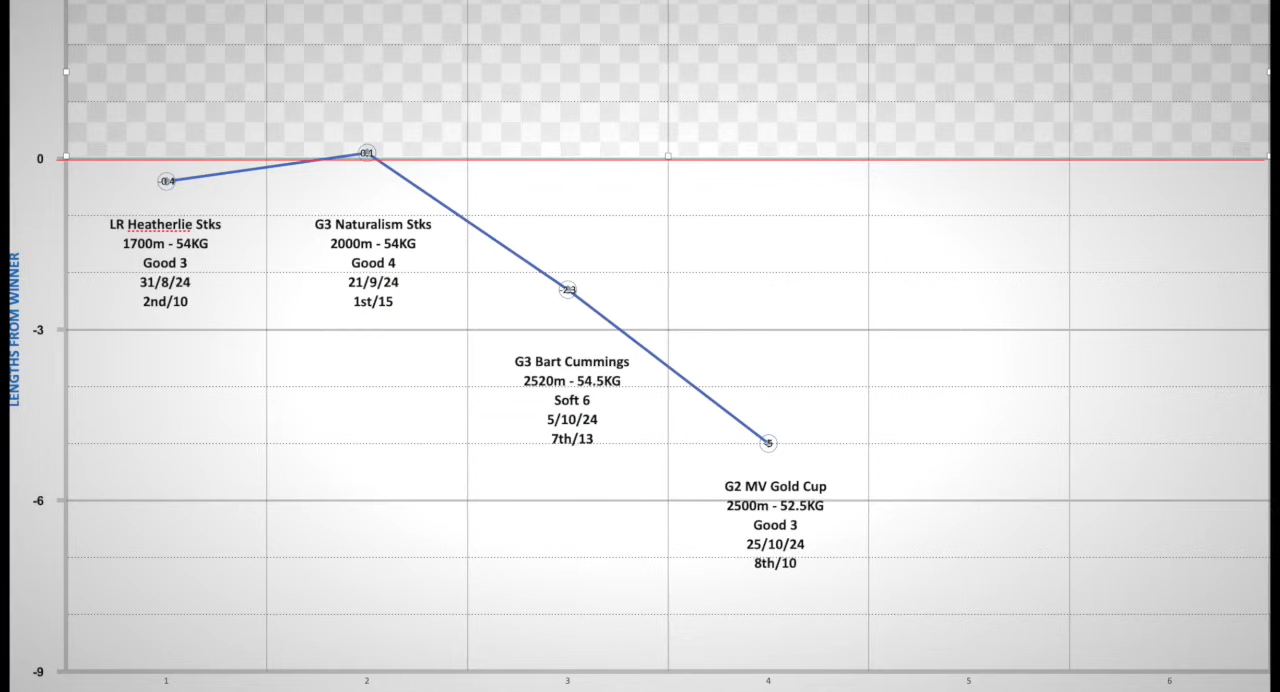 0
-3
-6
-9
LENGTHS FROM WINNER
-0.4
0.1
-2.3
-5
LR Heatherlie Stks
1700m - 54KG
Good 3
31/8/24
2nd/10
G3 Naturalism Stks
2000m - 54KG
Good 4
21/9/24
1st/15
G3 Bart Cummings
2520m - 54.5KG
Soft 6
5/10/24
7th/13
G2 MV Gold Cup
2500m - 52.5KG
Good 3
25/10/24
8th/10
1
2
3
4
5
6